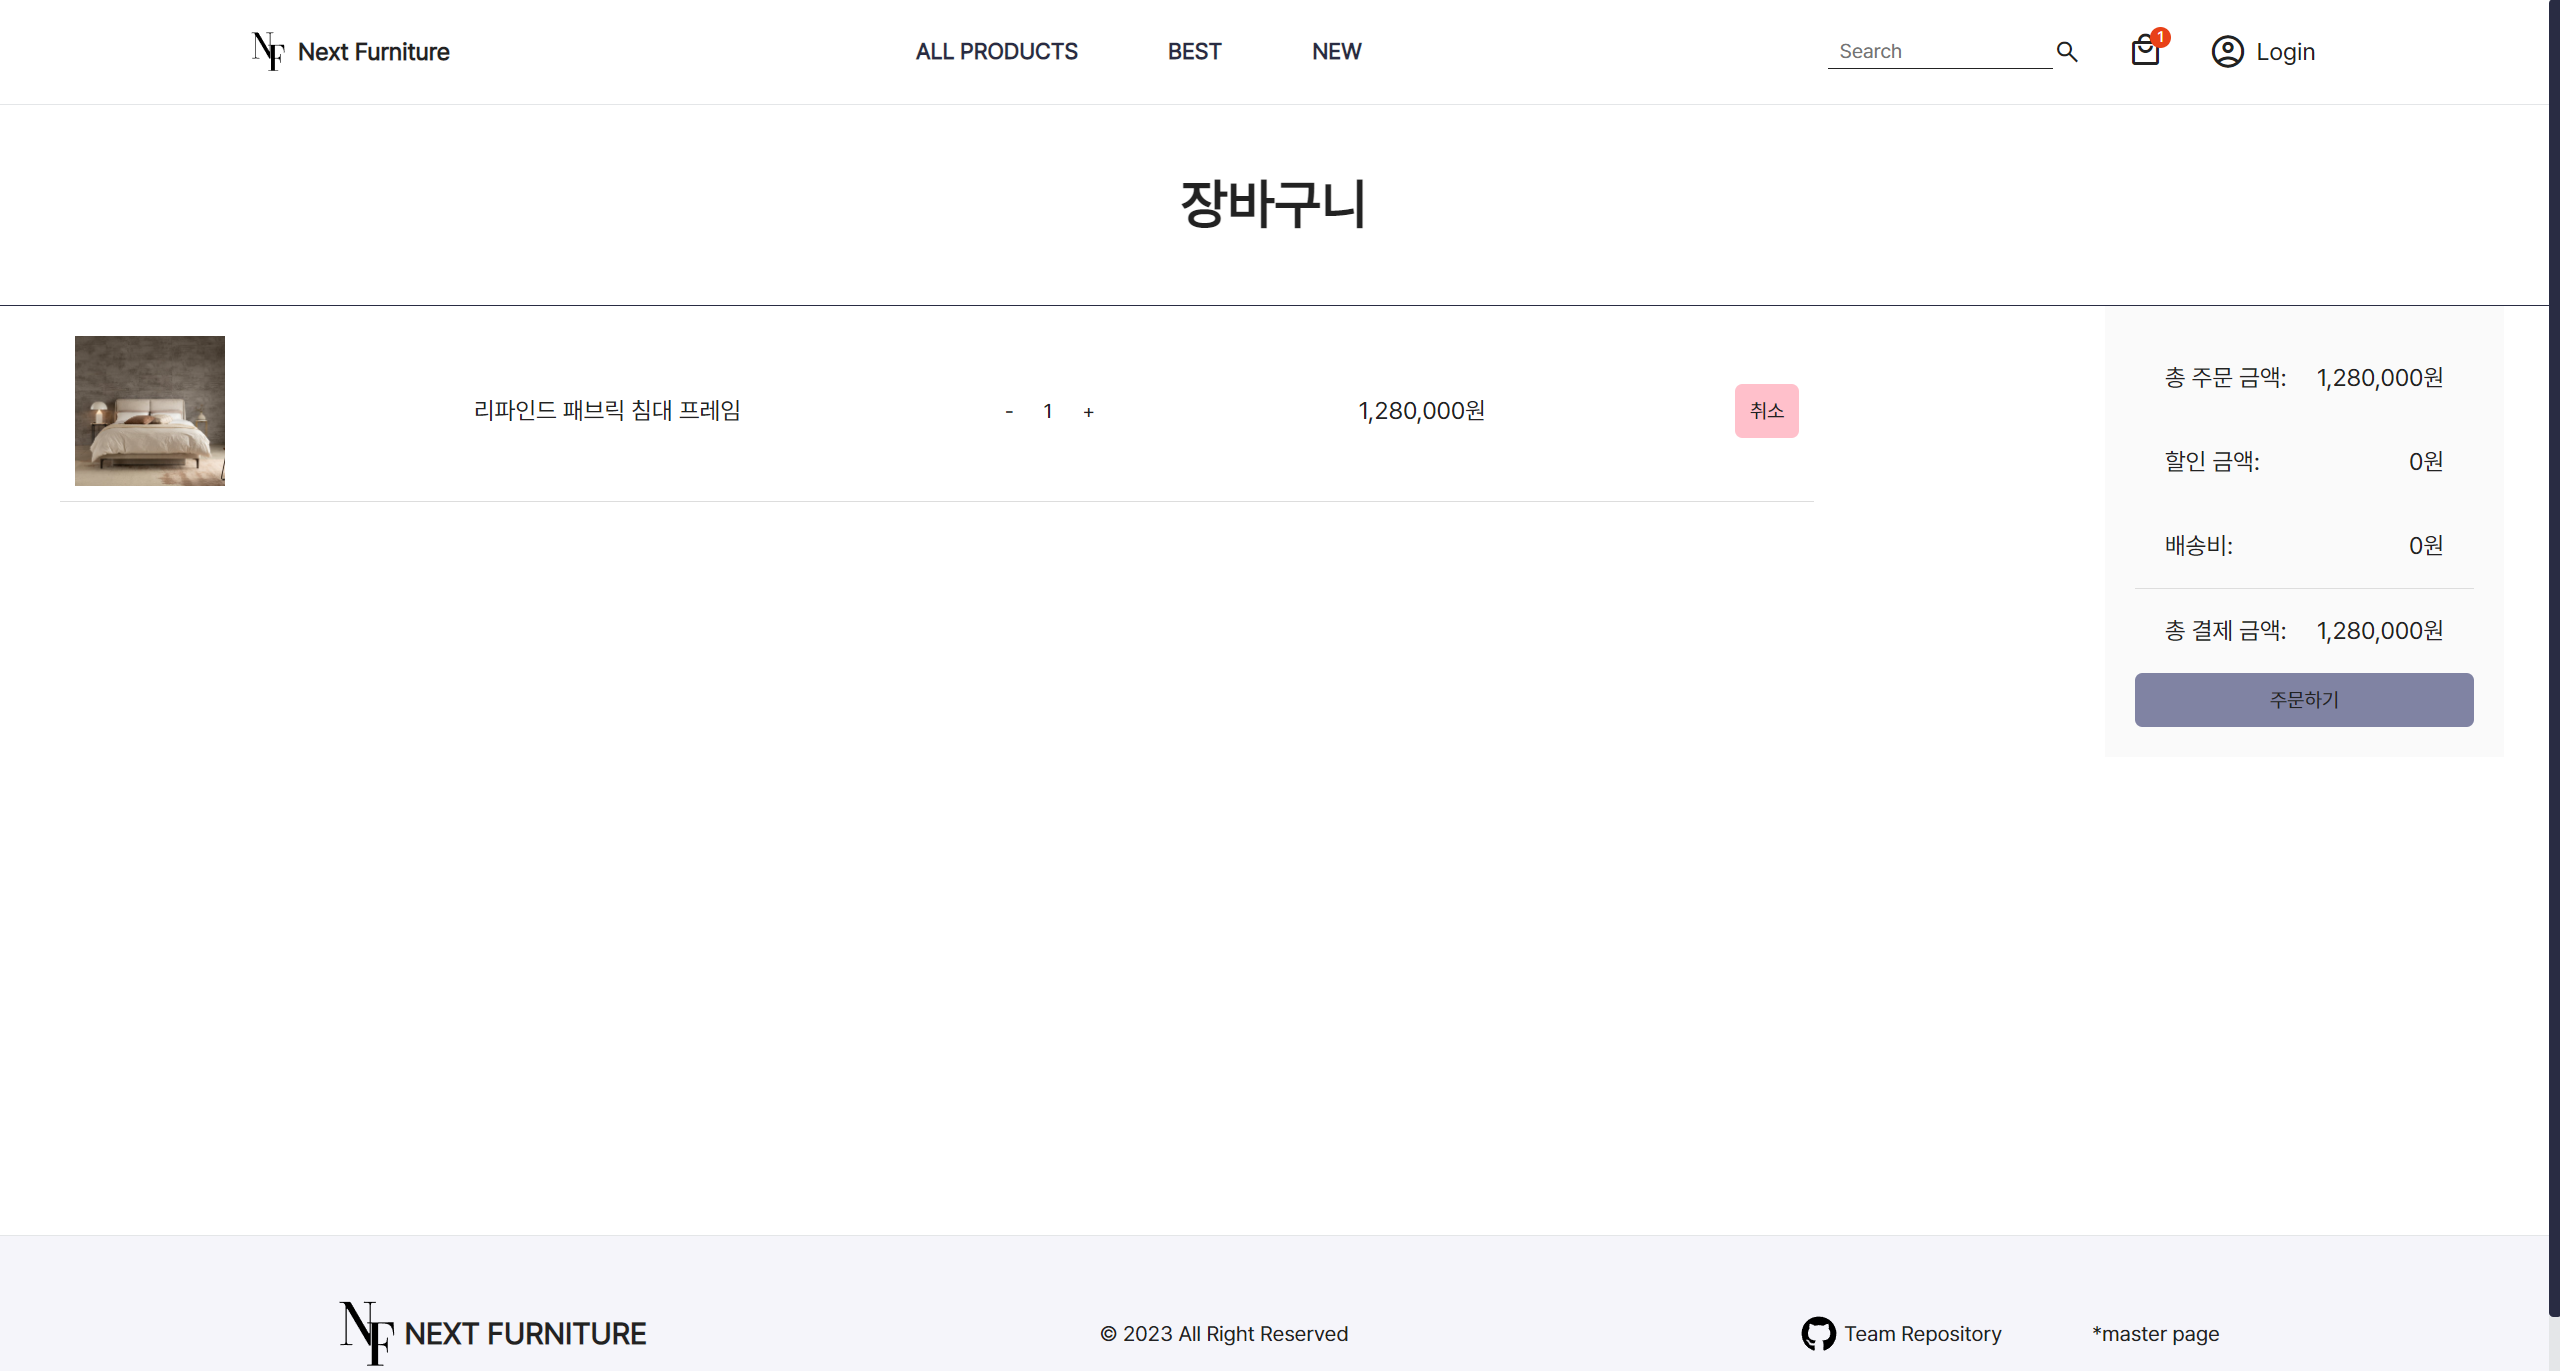 NF Next Furniture
ALL PRODUCTS
BEST
NEW
Search
1
Login
장바구니
리파인드 패브릭 침대 프레임
- 1 +
1,280,000원
취소
총 주문 금액: 1,280,000원
할인 금액: 0원
배송비: 0원
총 결제 금액: 1,280,000원
주문하기
NF NEXT FURNITURE
© 2023 All Right Reserved
Team Repository
*master page